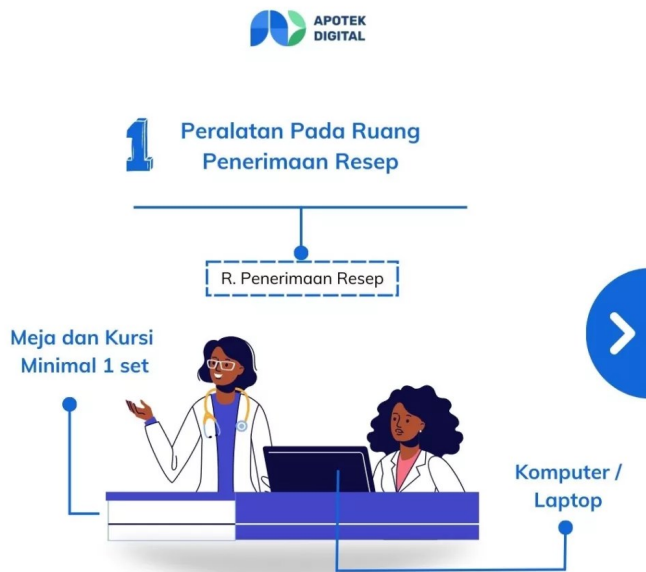 APOTEK
DIGITAL
1
Peralatan Pada Ruang
Penerimaan Resep
R. Penerimaan Resep
Meja dan Kursi
Minimal 1 set
Komputer /
Laptop